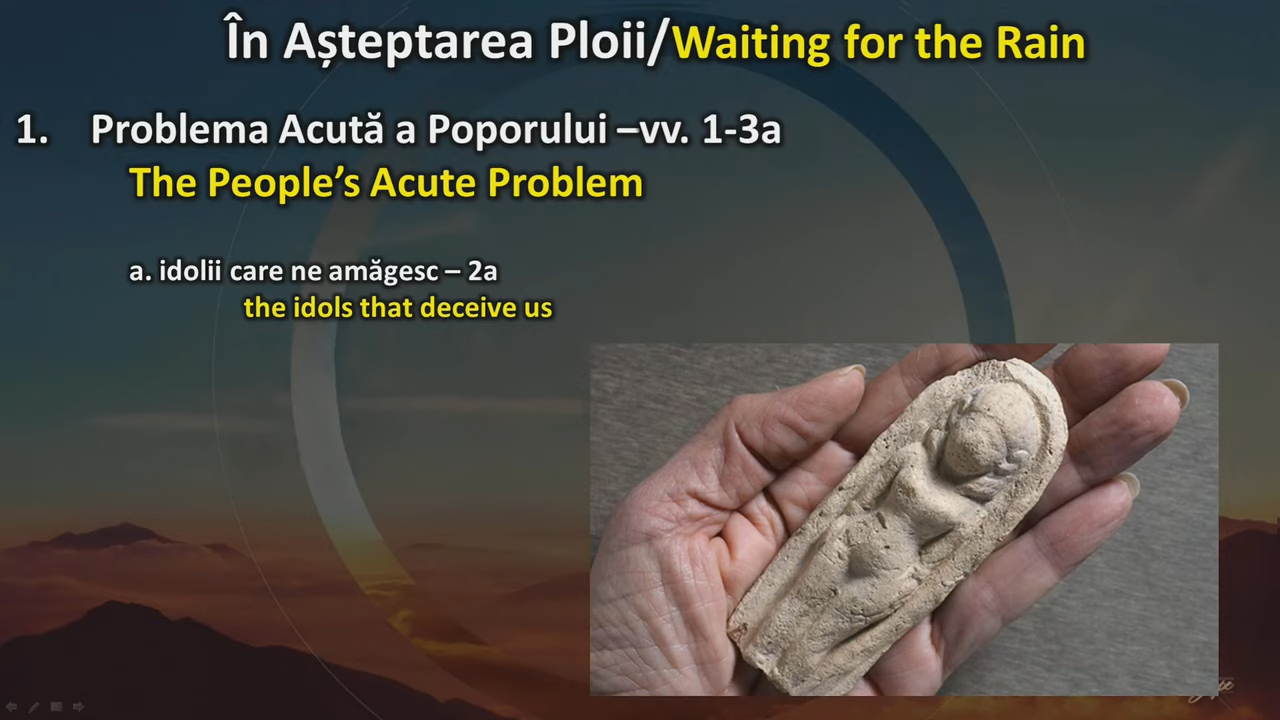 În Așteptarea Ploii/Waiting for the Rain
1. Problema Acută a Poporului –vv. 1-3a
The People's Acute Problem
a. idolii care ne amăgesc – 2a
the idols that deceive us